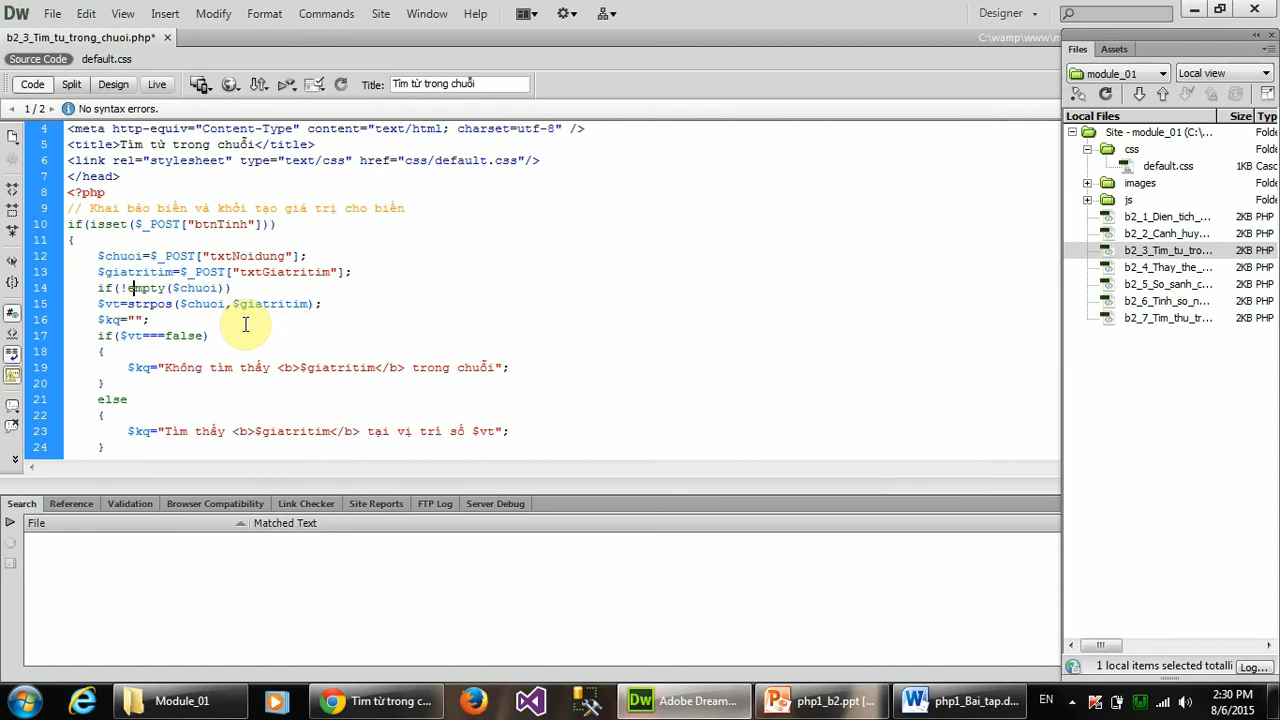 Dw File Edit View Insert Modify Format Commands Site Window Help Designer
b2_3_Tim_tu_trong_chuoi.php* × C:\wamp\www\m
Source Code default.css
Code Split Design Live Title: Tìm từ trong chuỗi
1 / 2 No syntax errors.
4 <meta http-equiv="Content-Type" content="text/html; charset=utf-8" />
5 <title>Tìm từ trong chuỗi</title>
6 <link rel="stylesheet" type="text/css" href="css/default.css"/>
7 </head>
8 <?php
9 // Khai báo biến và khởi tạo giá trị cho biến
10 if(isset($_POST["btnTinh"]))
11 {
12 $chuoi=$_POST["txtNoidung"];
13 $giatritim=$_POST["txtGiatritim"];
14 if(!empty($chuoi))
15 $vt=strpos($chuoi,$giatritim);
16 $kq="";
17 if($vt===false)
18 {
19 $kq="Không tìm thấy <b>$giatritim</b> trong chuỗi";
20 }
21 else
22 {
23 $kq="Tìm thấy <b>$giatritim</b> tại vị trí số $vt";
24 }
Search Reference Validation Browser Compatibility Link Checker Site Reports FTP Log Server Debug
File Matched Text
Files Assets
module_01 Local view
Local Files Size Type
Site - module_01 (C:\... Folde
css Folde
default.css 1KB Casc
images Folde
js Folde
b2_1_Dien_tich_... 2KB PHP
b2_2_Canh_huy... 2KB PHP
b2_3_Tim_tu_tro... 2KB PHP
b2_4_Thay_the_... 2KB PHP
b2_5_So_sanh_c... 2KB PHP
b2_6_Tinh_so_n... 2KB PHP
b2_7_Tim_thu_tr... 2KB PHP
1 local items selected totalli Log...
Module_01 Tìm từ trong c... Dw Adobe Dream... php1_b2.ppt [... php1_Bai_tap.d... EN 2:30 PM
8/6/2015